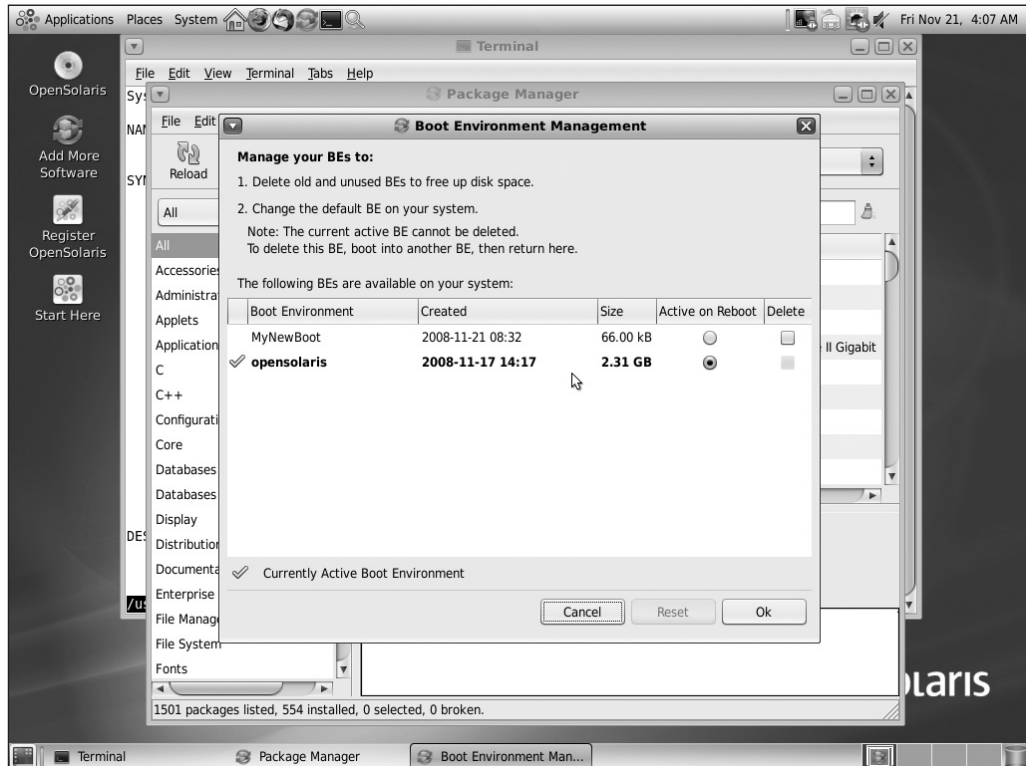 Applications Places System Fri Nov 21, 4:07 AM
OpenSolaris
Add More
Software
Register
OpenSolaris
Start Here
Terminal
File Edit View Terminal Tabs Help
Package Manager
File Edit
Reload
All
All
Accessories
Administra
Applets
Application
C
C++
Configurati
Core
Databases
Databases
Display
Distribution
Documenta
Enterprise
File Manag
File System
Fonts
II Gigabit
1501 packages listed, 554 installed, 0 selected, 0 broken.
Boot Environment Management
Manage your BEs to:
1. Delete old and unused BEs to free up disk space.
2. Change the default BE on your system.
Note: The current active BE cannot be deleted.
To delete this BE, boot into another BE, then return here.
The following BEs are available on your system:
Boot Environment Created Size Active on Reboot Delete
MyNewBoot 2008-11-21 08:32 66.00 kB
opensolaris 2008-11-17 14:17 2.31 GB
Currently Active Boot Environment
Cancel Reset Ok
Terminal Package Manager Boot Environment Man...